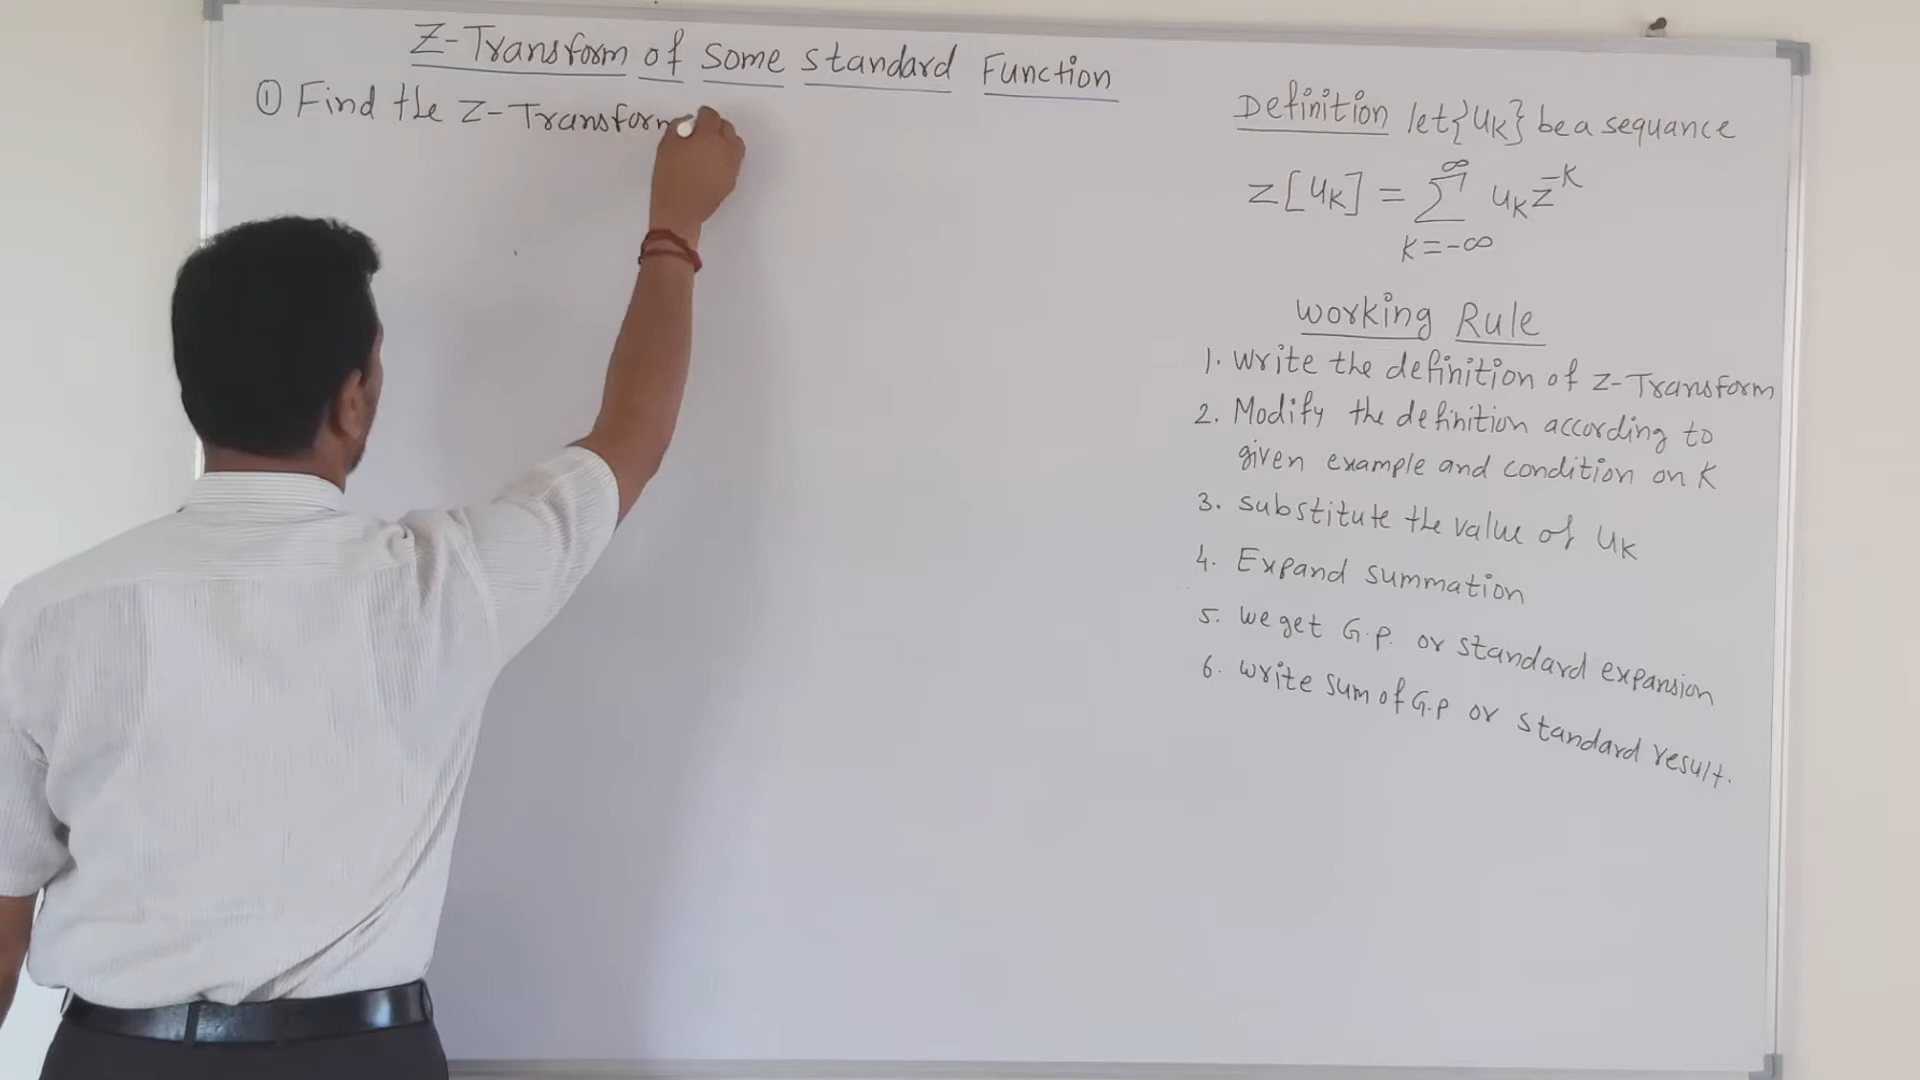 Z-Transform of some standard Function
① Find the Z-Transform
Definition let {uK} be a sequance
z[uK] = ∞ Σ K=-∞ uK z^-K
Working Rule
1. Write the definition of Z-Transform
2. Modify the definition according to
given example and condition on K
3. substitute the value of uK
4. Expand summation
5. we get G.P. or standard expansion
6. write sum of G.P or standard result.